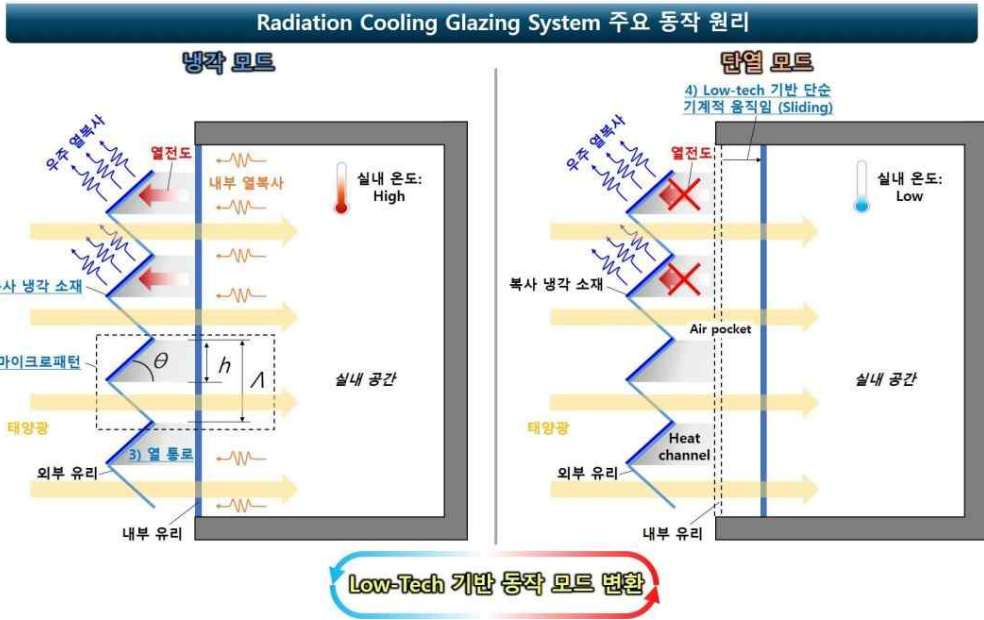 Radiation Cooling Glazing System 주요 동작 원리
냉각 모드
우주 열복사
열전도
내부 열복사
실내 온도:
High
사 냉각 소재
마이크로패턴
θ
h
Λ
실내 공간
태양광
3) 열 통로
외부 유리
내부 유리
단열 모드
4) Low-tech 기반 단순
기계적 움직임 (Sliding)
우주 열복사
열전도
실내 온도:
Low
복사 냉각 소재
Air pocket
실내 공간
태양광
Heat
channel
외부 유리
내부 유리
Low-Tech 기반 동작 모드 변환